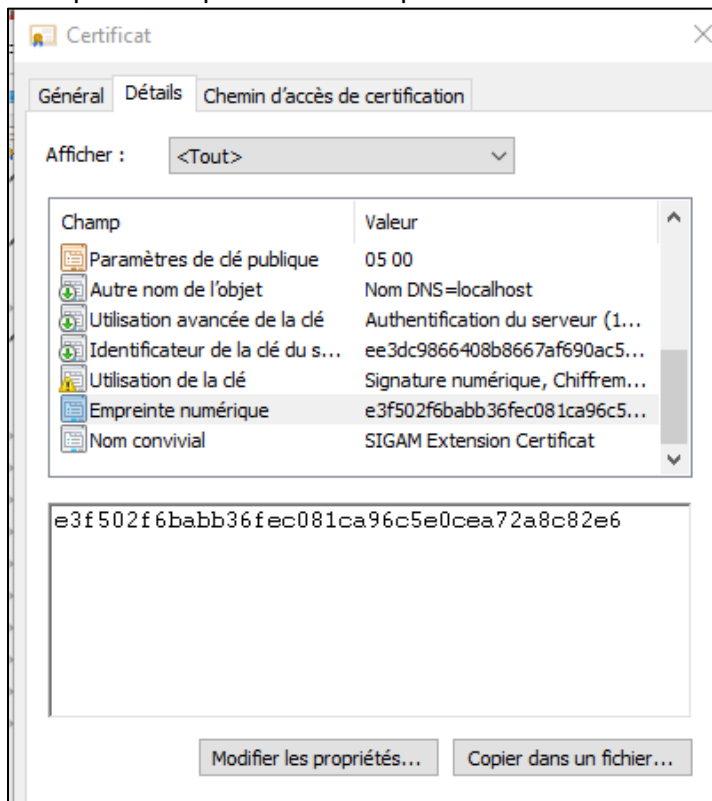 Certificat
Général Détails Chemin d'accès de certification
Afficher : <Tout>
Champ Valeur
Paramètres de clé publique 05 00
Autre nom de l'objet Nom DNS=localhost
Utilisation avancée de la clé Authentification du serveur (1...
Identificateur de la clé du s... ee3dc9866408b8667af690ac5...
Utilisation de la clé Signature numérique, Chiffrem...
Empreinte numérique e3f502f6babb36fec081ca96c5...
Nom convivial SIGAM Extension Certificat
e3f502f6babb36fec081ca96c5e0cea72a8c82e6
Modifier les propriétés... Copier dans un fichier...